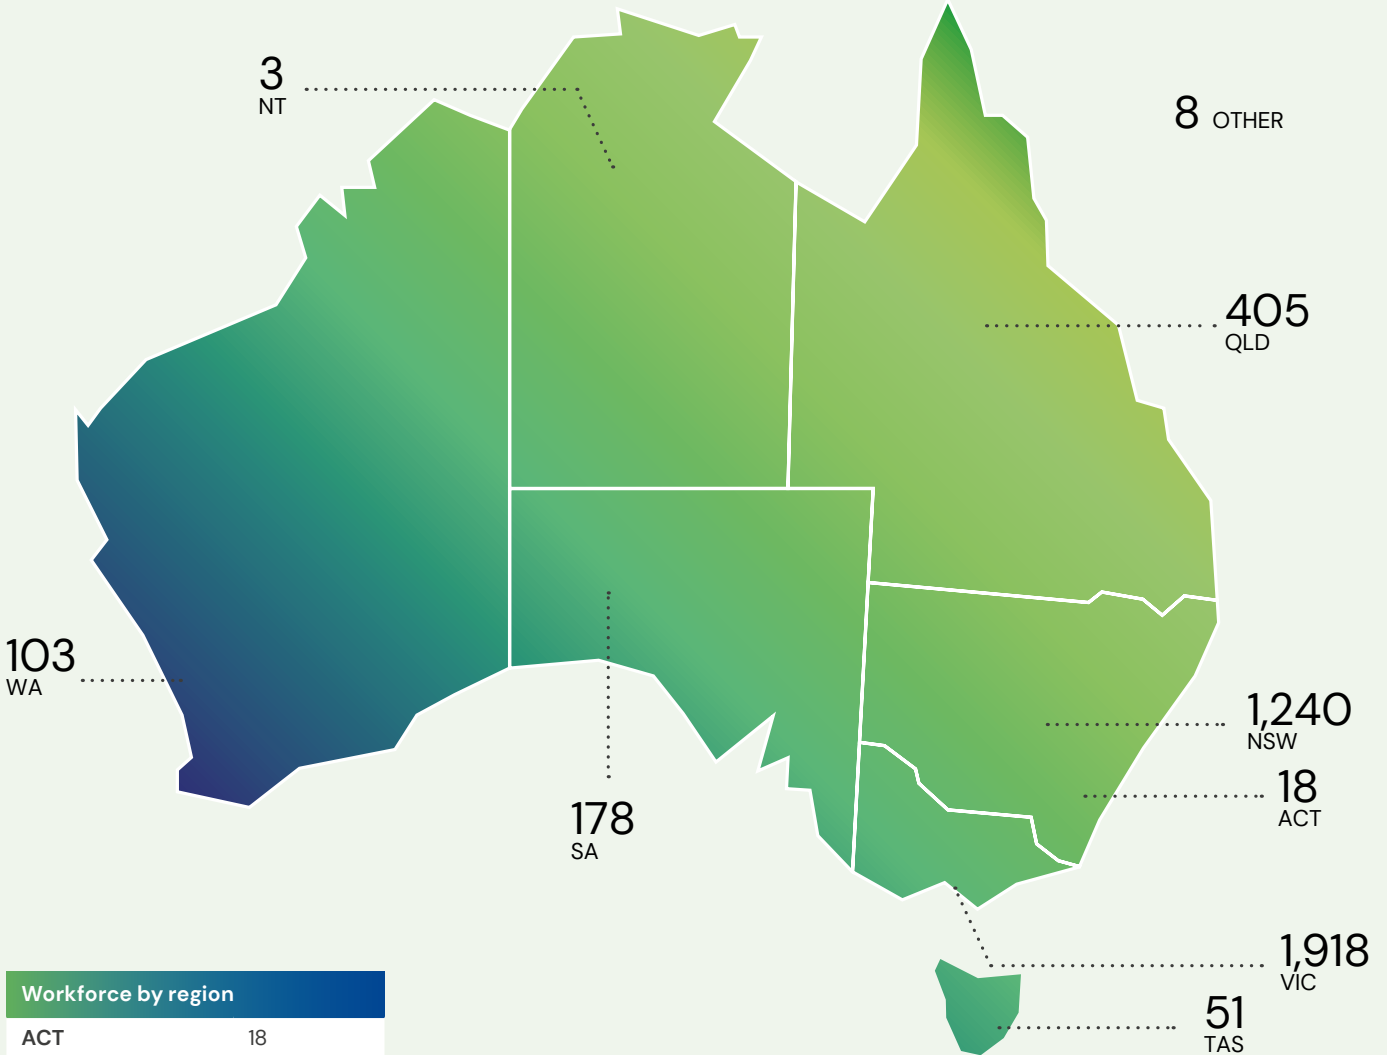 3
NT
8 OTHER
405
QLD
103
WA
1,240
NSW
18
ACT
178
SA
1,918
VIC
51
TAS
Workforce by region
ACT 18